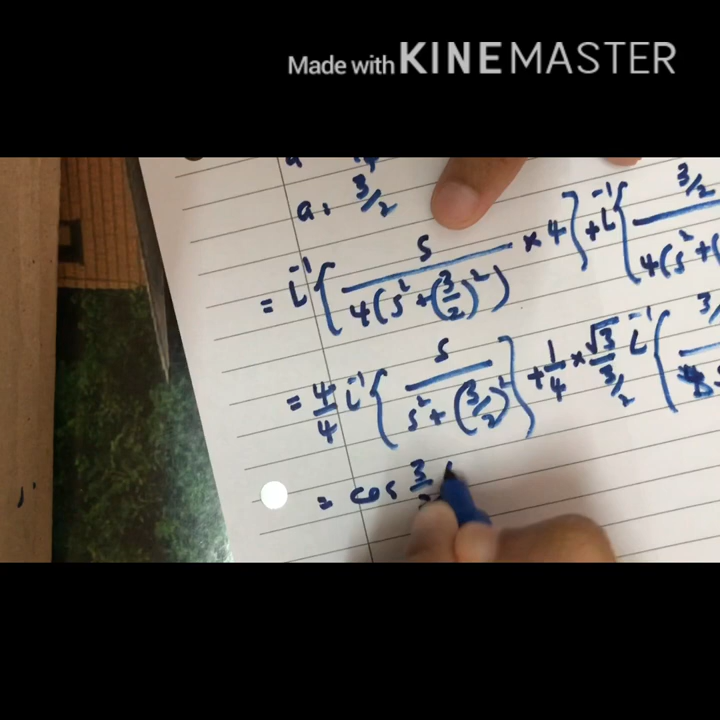 Made with KINEMASTER
a = 3/2
= L⁻¹{ s / 4(s² + (3/2)²) × 4 } + L⁻¹{ 3/2 / 4(s² + (
= 4/4 L⁻¹{ s / s² + (3/2)² } + 1/4 × √3 / 3/2 L⁻¹{ 3/
= cos 3/